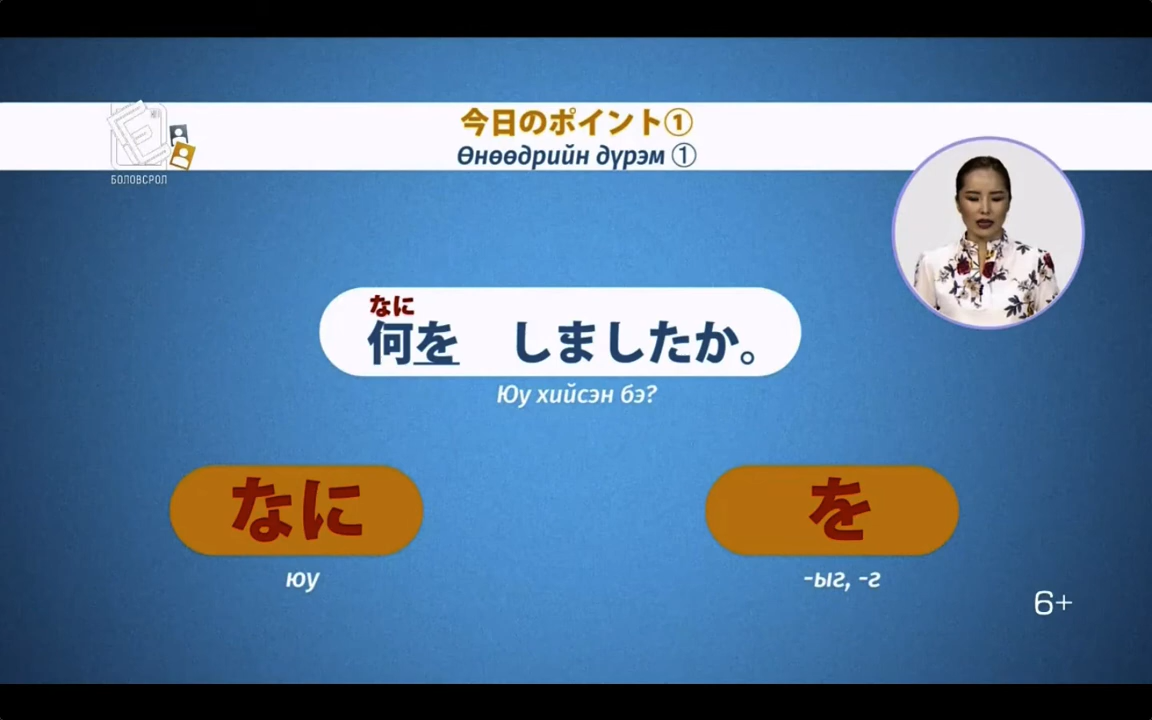 今日のポイント①
Өнөөдрийн дүрэм ①
БОЛОВСРОЛ
なに
何を しましたか。
Юу хийсэн бэ?
なに
を
юу
-ыг, -г
6+